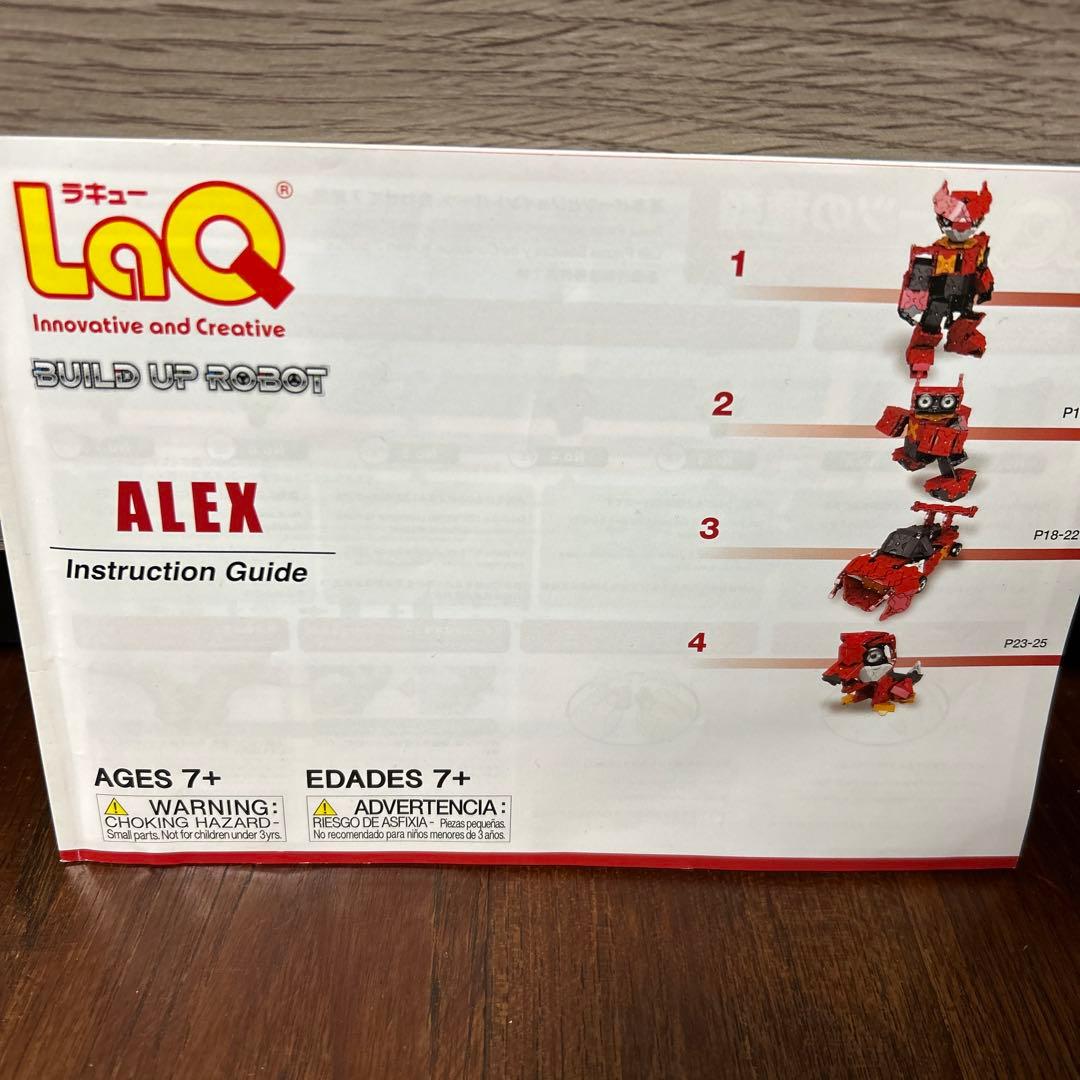 ラキュー
LaQ®
Innovative and Creative
BUILD UP ROBOT
ALEX
Instruction Guide
1
2
P1
3
P18-22
4
P23-25
AGES 7+
WARNING:
CHOKING HAZARD-
Small parts. Not for children under 3yrs.
EDADES 7+
ADVERTENCIA:
RIESGO DE ASFIXIA - Piezas pequeñas.
No recomendado para niños menores de 3 años.